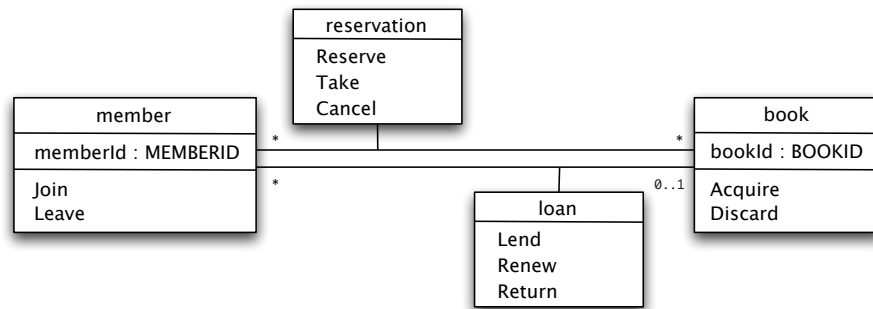 reservation
Reserve
Take
Cancel
member
memberId : MEMBERID
Join
Leave
*
*
*
0..1
book
bookId : BOOKID
Acquire
Discard
loan
Lend
Renew
Return